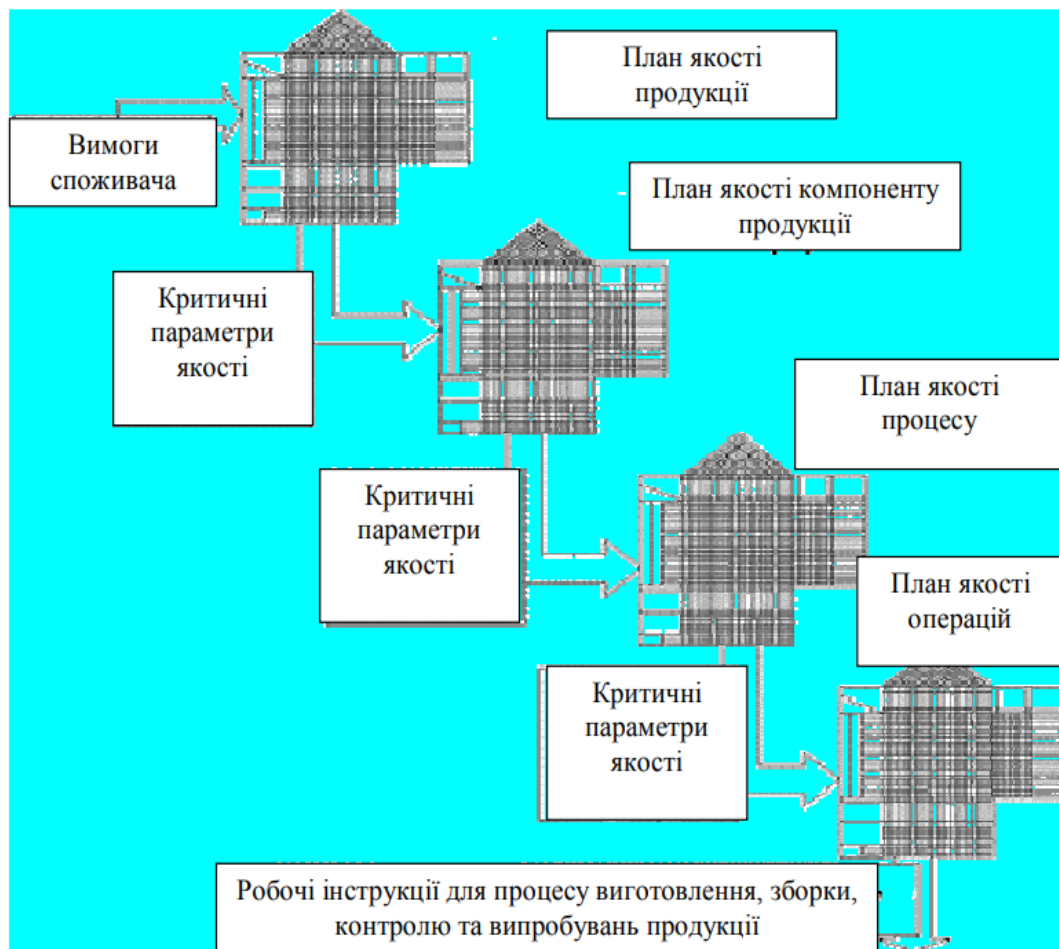 План якості
продукції
Вимоги
споживача
План якості компоненту
продукції
Критичні
параметри
якості
План якості
процесу
Критичні
параметри
якості
План якості
операцій
Критичні
параметри
якості
Робочі інструкції для процесу виготовлення, зборки,
контролю та випробувань продукції